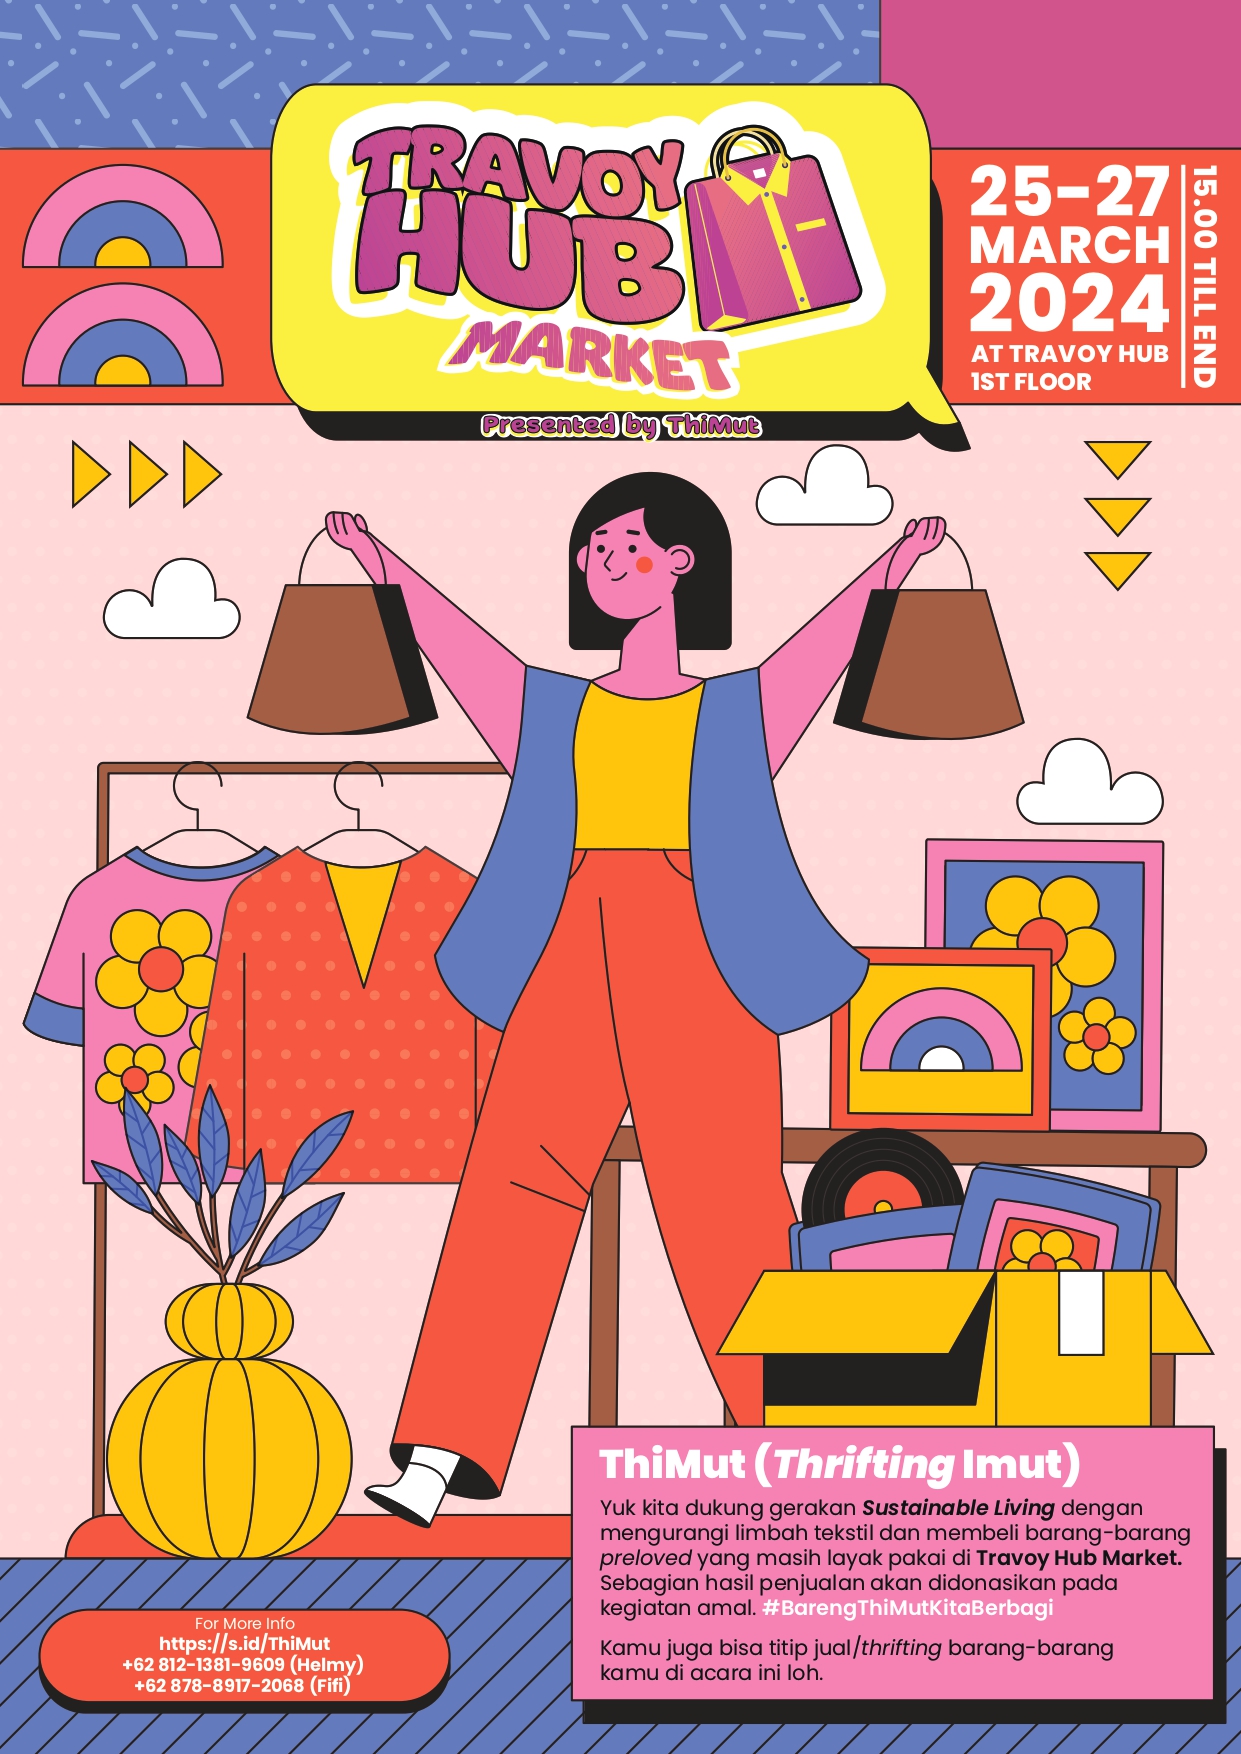 TRAVOY
HUB
MARKET
Presented by ThiMut
25-27
MARCH
2024
AT TRAVOY HUB
1ST FLOOR
15.00 TILL END
ThiMut (Thrifting Imut)
Yuk kita dukung gerakan Sustainable Living dengan
mengurangi limbah tekstil dan membeli barang-barang
preloved yang masih layak pakai di Travoy Hub Market.
Sebagian hasil penjualan akan didonasikan pada
kegiatan amal. #BarengThiMutKitaBerbagi
Kamu juga bisa titip jual/thrifting barang-barang
kamu di acara ini loh.
For More Info
https://s.id/ThiMut
+62 812-1381-9609 (Helmy)
+62 878-8917-2068 (Fifi)